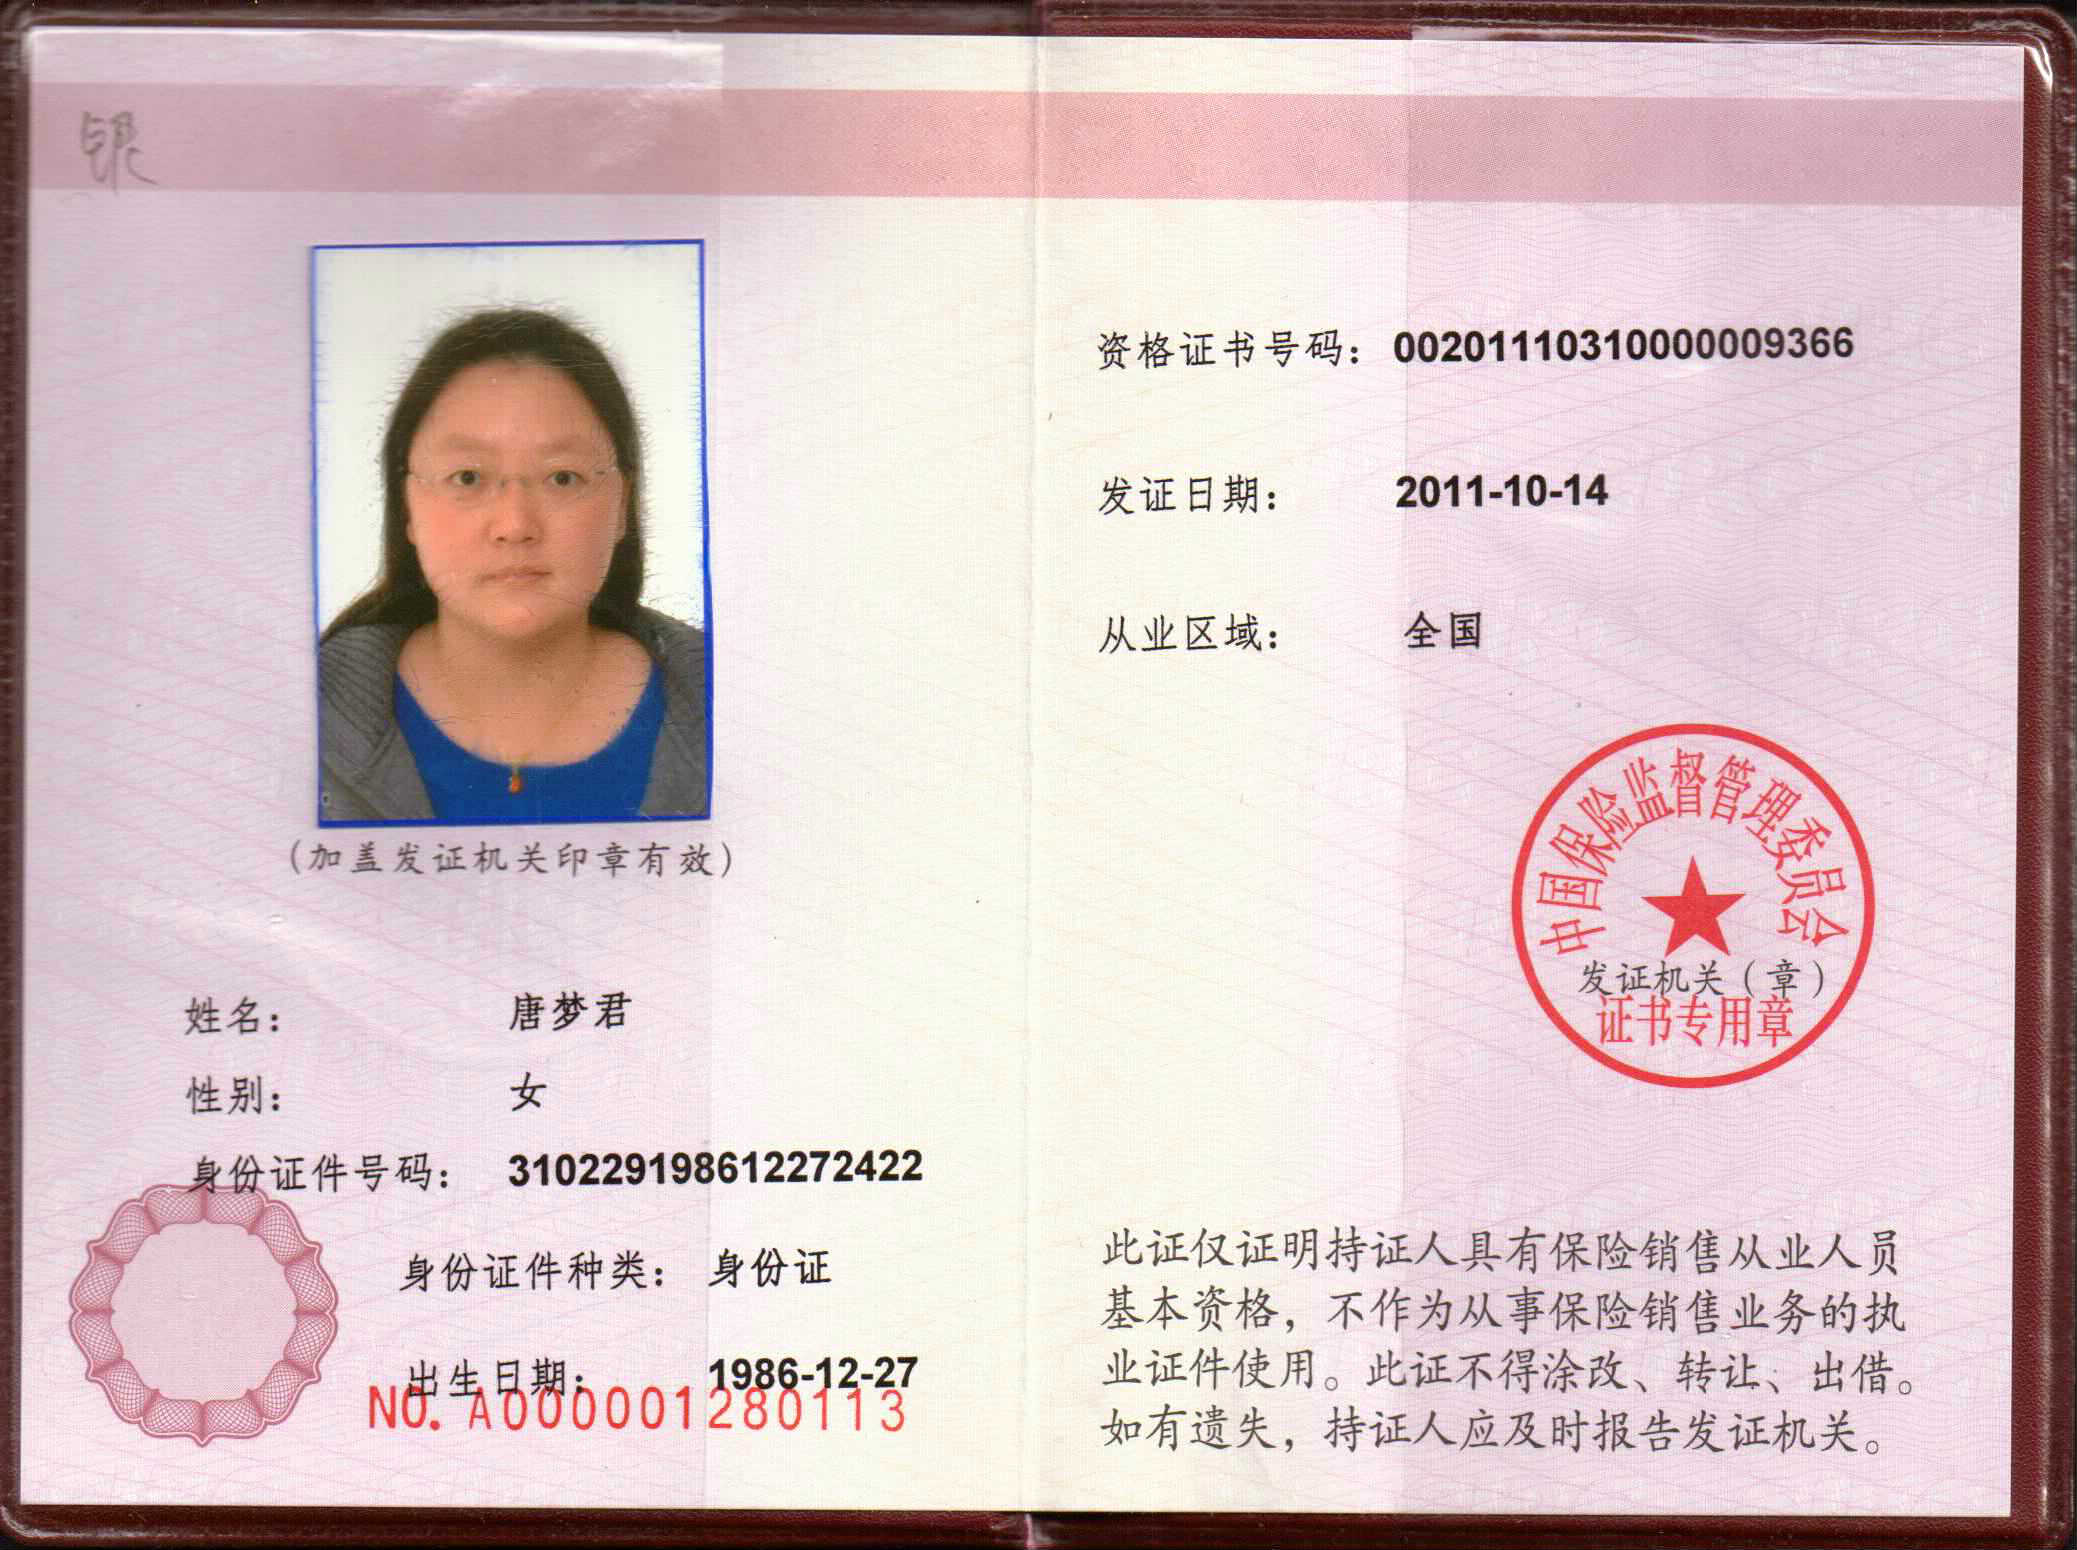 银
(加盖发证机关印章有效)
姓名： 唐梦君
性别： 女
身份证件号码： 310229198612272422
身份证件种类： 身份证
出生日期： 1986-12-27
NO. A000001280113
资格证书号码： 00201110310000009366
发证日期： 2011-10-14
从业区域： 全国
中国保险监督管理委员会
发证机关（章）
证书专用章
此证仅证明持证人具有保险销售从业人员
基本资格，不作为从事保险销售业务的执
业证件使用。此证不得涂改、转让、出借。
如有遗失，持证人应及时报告发证机关。